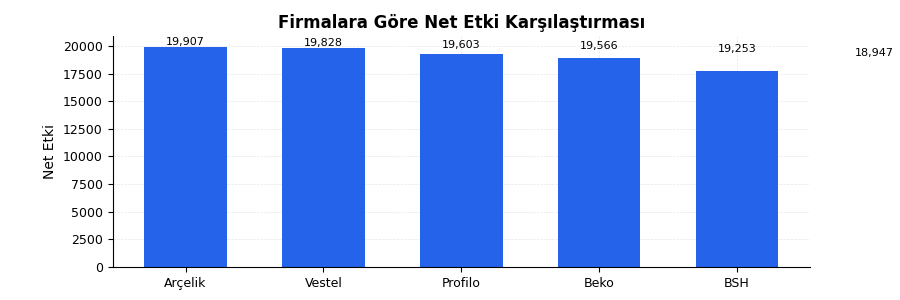 Firmalara Göre Net Etki Karşılaştırması
19,907
19,828
19,603
19,566
19,253
18,947
Net Etki
20000
17500
15000
12500
10000
7500
5000
2500
0
Arçelik
Vestel
Profilo
Beko
BSH